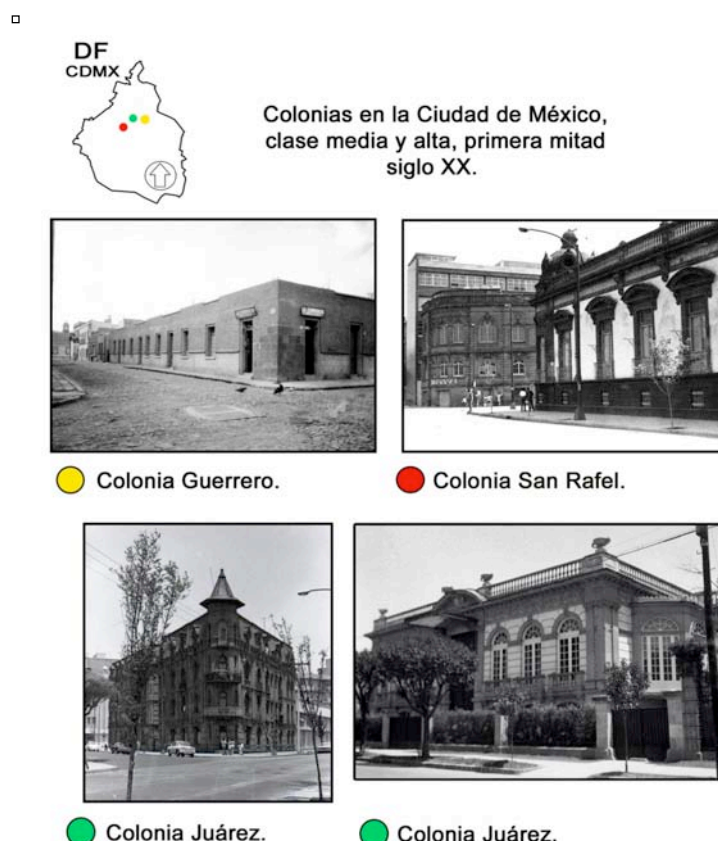 DF
CDMX
Colonias en la Ciudad de México,
clase media y alta, primera mitad
siglo XX.
Colonia Guerrero.
Colonia San Rafel.
Colonia Juárez.
Colonia Juárez.